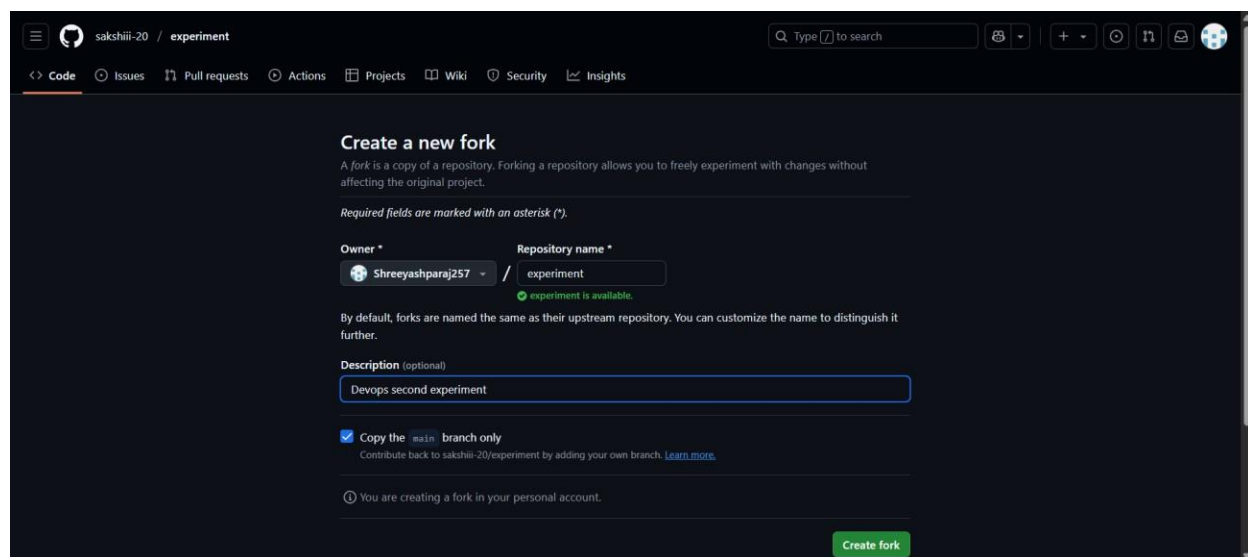 sakshiii-20 / experiment
Type / to search
Code Issues Pull requests Actions Projects Wiki Security Insights
Create a new fork
A fork is a copy of a repository. Forking a repository allows you to freely experiment with changes without
affecting the original project.
Required fields are marked with an asterisk (*).
Owner * Repository name *
Shreeyashparaj257 / experiment
experiment is available.
By default, forks are named the same as their upstream repository. You can customize the name to distinguish it
further.
Description (optional)
Devops second experiment
Copy the main branch only
Contribute back to sakshiii-20/experiment by adding your own branch. Learn more.
You are creating a fork in your personal account.
Create fork